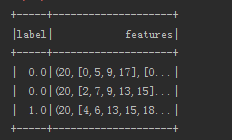 +-----+--------------------+
|label|            features|
+-----+--------------------+
|  0.0|(20, [0, 5, 9, 17], [0...|
|  0.0|(20, [2, 7, 9, 13, 15]...|
|  1.0|(20, [4, 6, 13, 15, 18...|
+-----+--------------------+